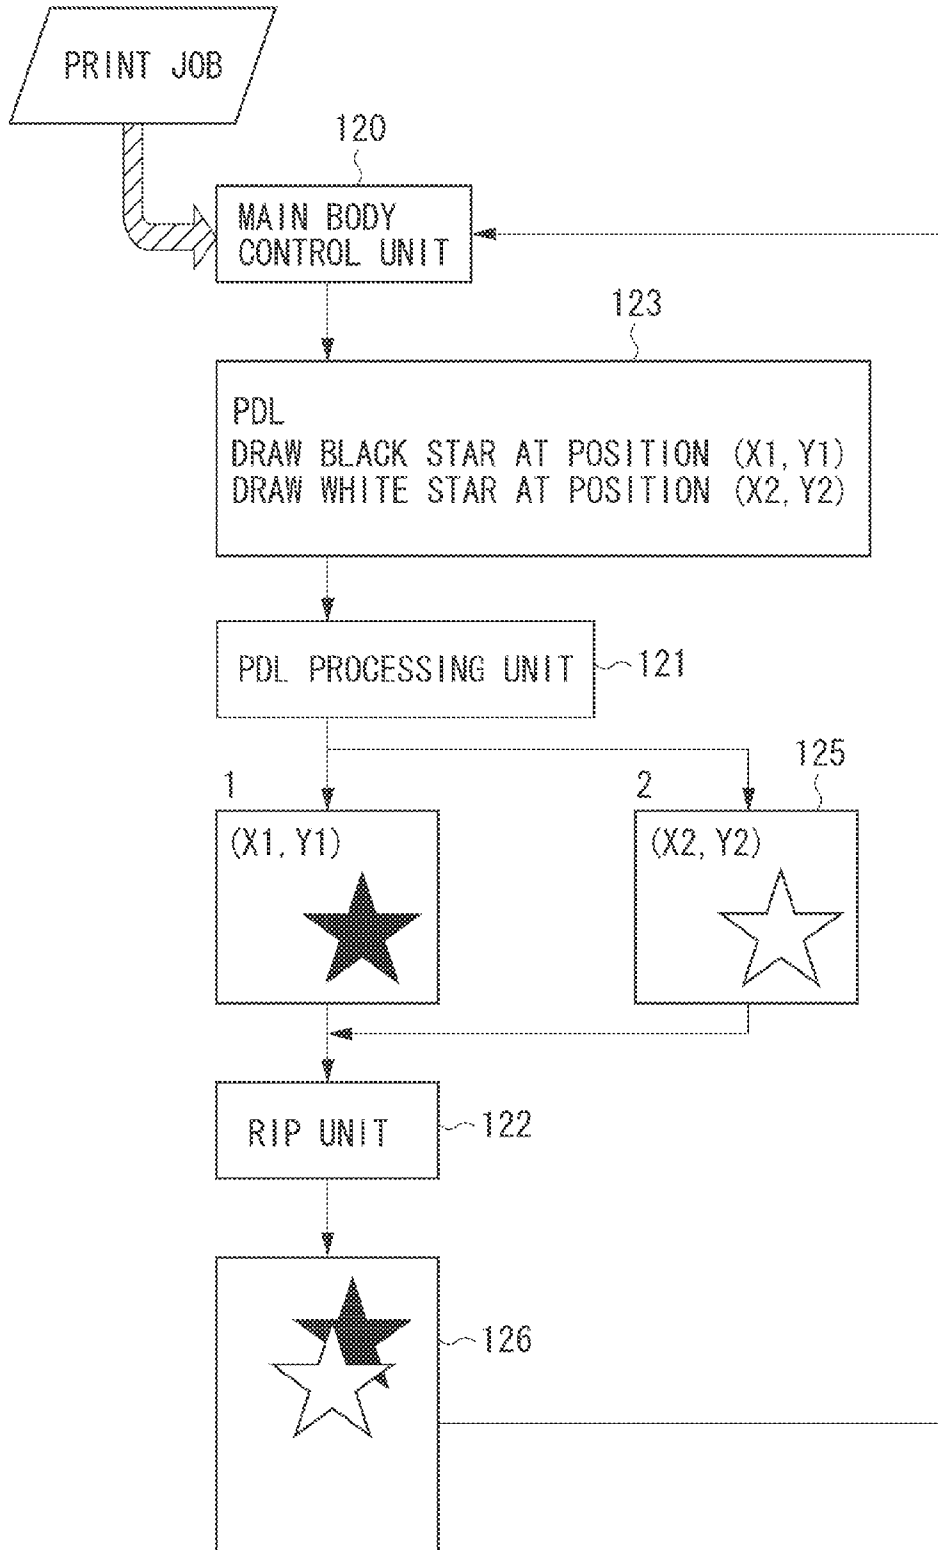 PRINT JOB
120
MAIN BODY
CONTROL UNIT
123
PDL
DRAW BLACK STAR AT POSITION (X1, Y1)
DRAW WHITE STAR AT POSITION (X2, Y2)
PDL PROCESSING UNIT
121
125
1
2
(X1, Y1)
(X2, Y2)
RIP UNIT
122
126